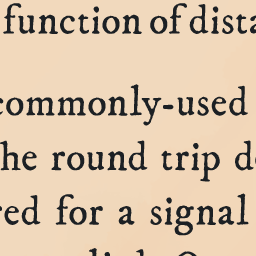 function of dista
commonly-used
he round trip d
red for a signal